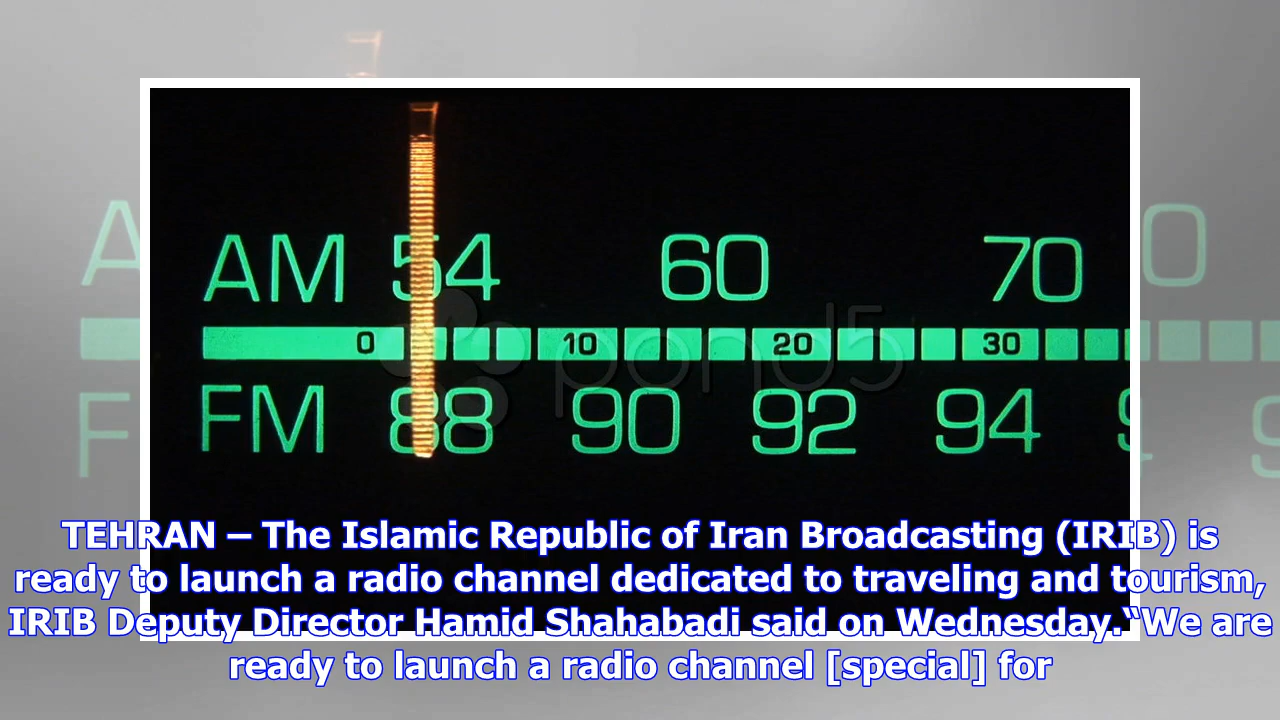 AM 54 60 70
0 10 20 30
pond5
FM 88 90 92 94
TEHRAN – The Islamic Republic of Iran Broadcasting (IRIB) is
ready to launch a radio channel dedicated to traveling and tourism,
IRIB Deputy Director Hamid Shahabadi said on Wednesday.“We are
ready to launch a radio channel [special] for